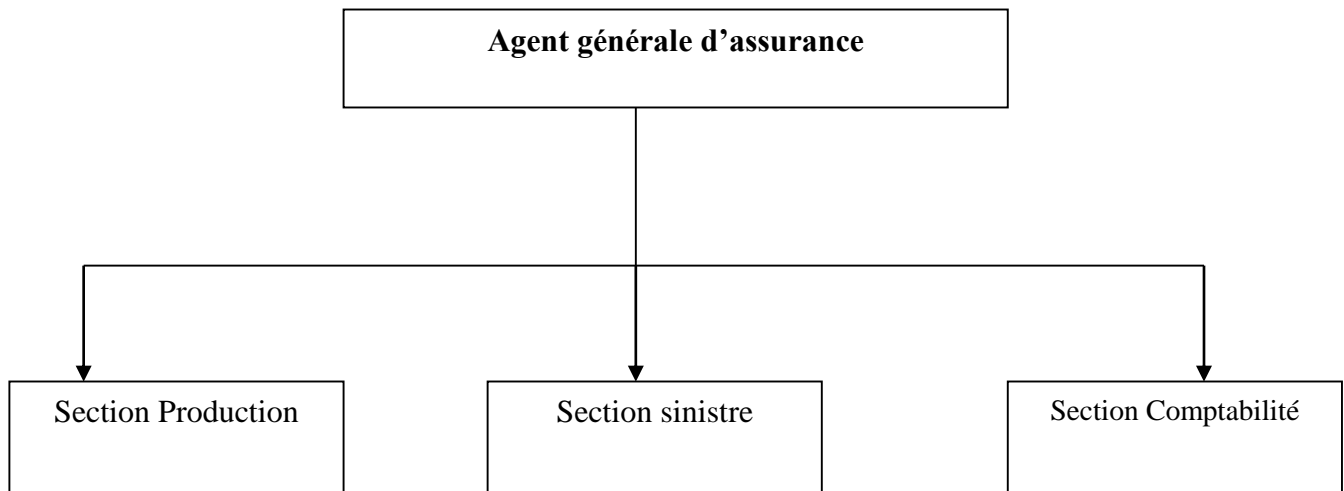 Agent générale d’assurance
Section Production
Section sinistre
Section Comptabilité